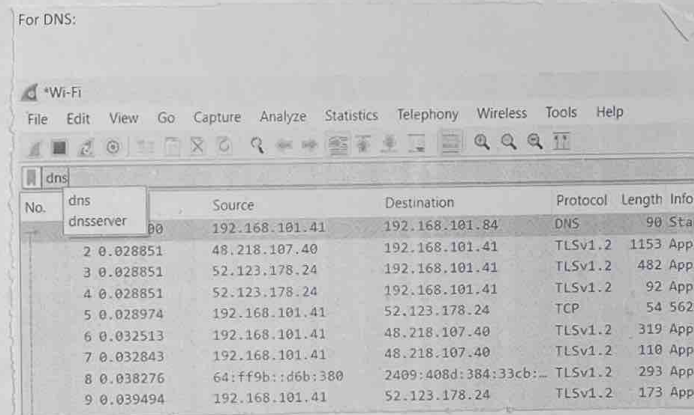 For DNS:
*Wi-Fi
File Edit View Go Capture Analyze Statistics Telephony Wireless Tools Help
dns
dns
dnsserver
No. Source Destination Protocol Length Info
00 192.168.101.41 192.168.101.84 DNS 90 Sta
2 0.028851 48.218.107.40 192.168.101.41 TLSv1.2 1153 App
3 0.028851 52.123.178.24 192.168.101.41 TLSv1.2 482 App
4 0.028851 52.123.178.24 192.168.101.41 TLSv1.2 92 App
5 0.028974 192.168.101.41 52.123.178.24 TCP 54 562
6 0.032513 192.168.101.41 48.218.107.40 TLSv1.2 319 App
7 0.032843 192.168.101.41 48.218.107.40 TLSv1.2 110 App
8 0.038276 64:ff9b::d6b:380 2409:408d:384:33cb:… TLSv1.2 293 App
9 0.039494 192.168.101.41 52.123.178.24 TLSv1.2 173 App